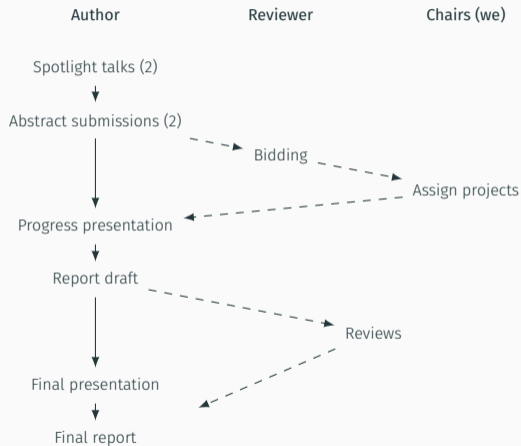 Author Reviewer Chairs (we)
Spotlight talks (2)
Abstract submissions (2)
Bidding
Assign projects
Progress presentation
Report draft
Reviews
Final presentation
Final report